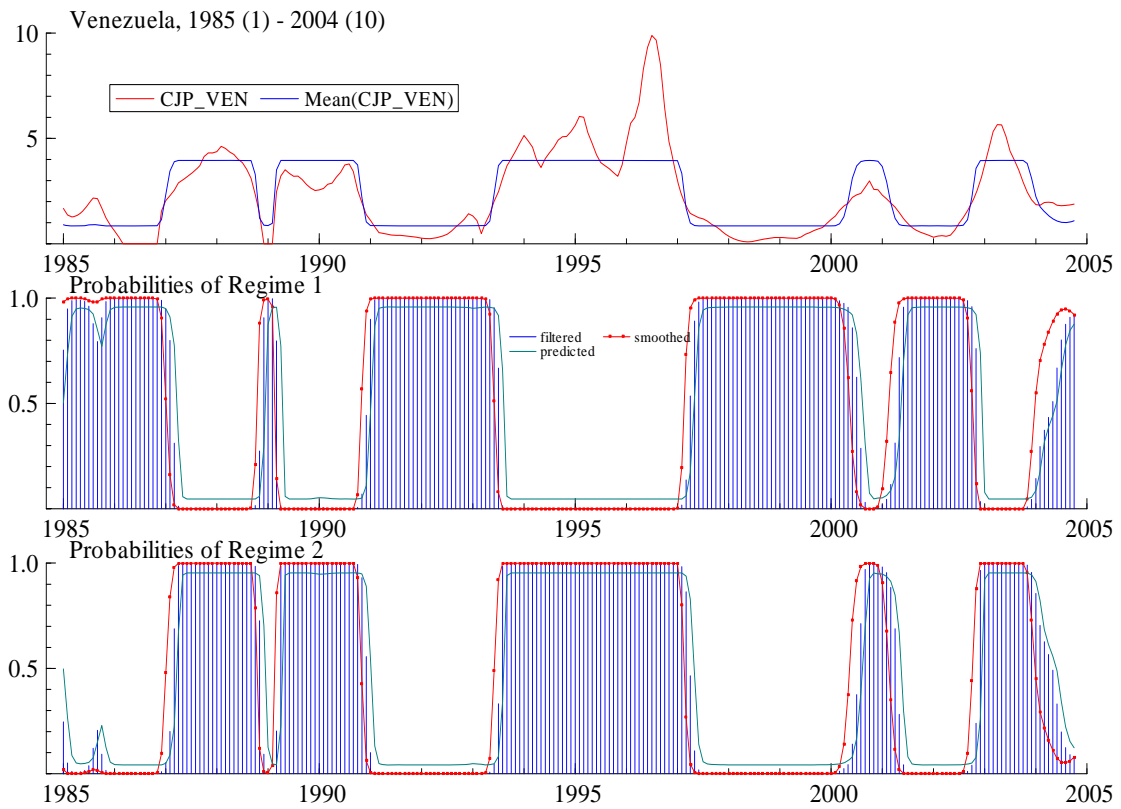 Venezuela, 1985 (1) - 2004 (10)
10
CJP_VEN Mean(CJP_VEN)
5
1985 1990 1995 2000 2005
Probabilities of Regime 1
1.0
filtered smoothed
predicted
0.5
1985 1990 1995 2000 2005
Probabilities of Regime 2
1.0
0.5
1985 1990 1995 2000 2005